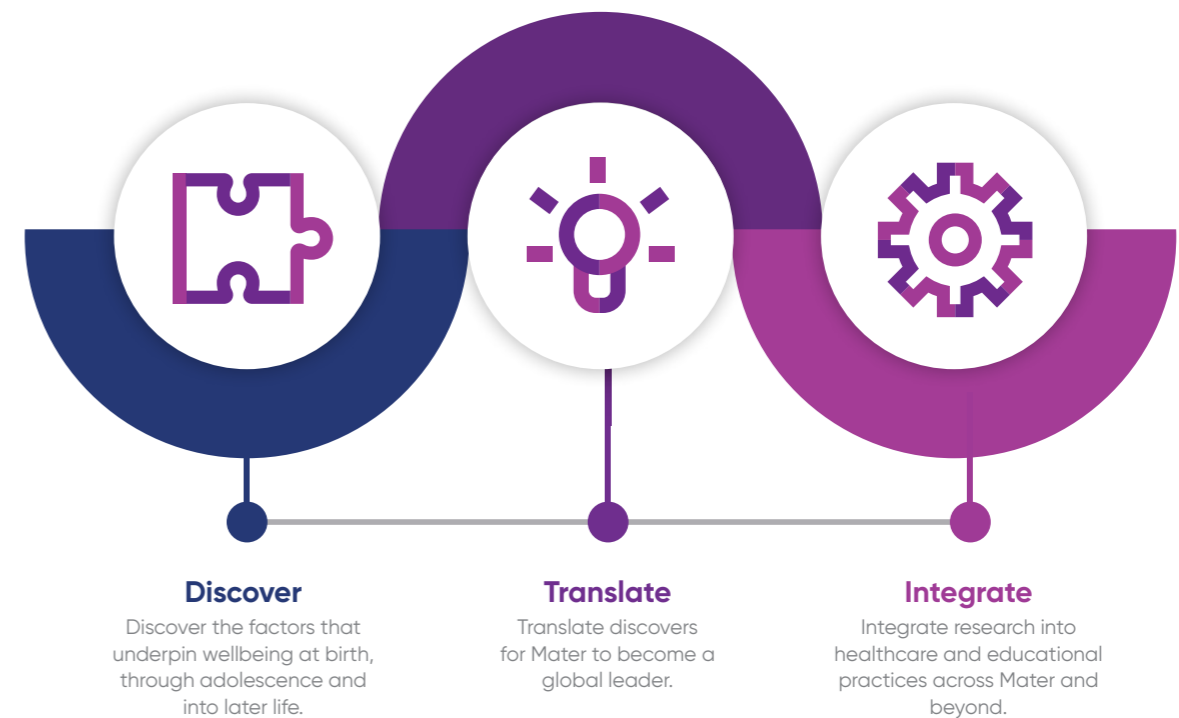 Discover
Discover the factors that
underpin wellbeing at birth,
through adolescence and
into later life.
Translate
Translate discovers
for Mater to become a
global leader.
Integrate
Integrate research into
healthcare and educational
practices across Mater and
beyond.